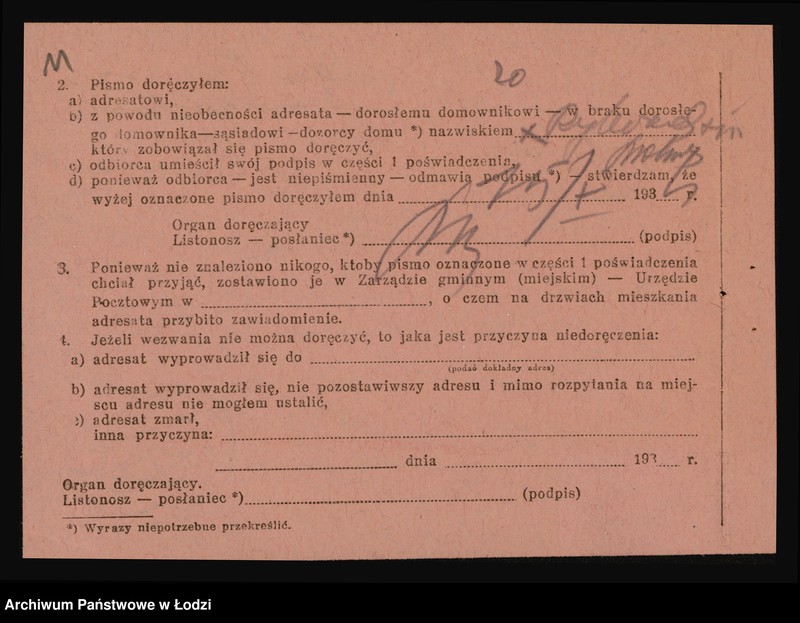 M
20
2. Pismo doręczyłem:
a) adresatowi,
b) z powodu nieobecności adresata — dorosłemu domownikowi — w braku dorosłe-
go domownika—sąsiadowi –dozorcy domu *) nazwiskiem
który zobowiązał się pismo doręczyć,
c) odbiorca umieścił swój podpis w części 1 poświadczenia,
d) ponieważ odbiorca — jest niepiśmienny — odmawia podpisu *) — stwierdzam, że
wyżej oznaczone pismo doręczyłem dnia 193 r.
Organ doręczający
Listonosz — posłaniec *) (podpis)
3. Ponieważ nie znaleziono nikogo, ktoby pismo oznaczone w części 1 poświadczenia
chciał przyjąć, zostawiono je w Zarządzie gminnym (miejskim) — Urzędzie
Pocztowym w , o czem na drzwiach mieszkania
adresata przybito zawiadomienie.
4. Jeżeli wezwania nie można doręczyć, to jaka jest przyczyna niedoręczenia:
a) adresat wyprowadził się do
(podać dokładny adres)
b) adresat wyprowadził się, nie pozostawiwszy adresu i mimo rozpytania na miej-
scu adresu nie mogłem ustalić,
c) adresat zmarł,
inna przyczyna:
dnia 193 r.
Organ doręczający.
Listonosz — posłaniec *) (podpis)
*) Wyrazy niepotrzebne przekreślić.
Archiwum Państwowe w Łodzi